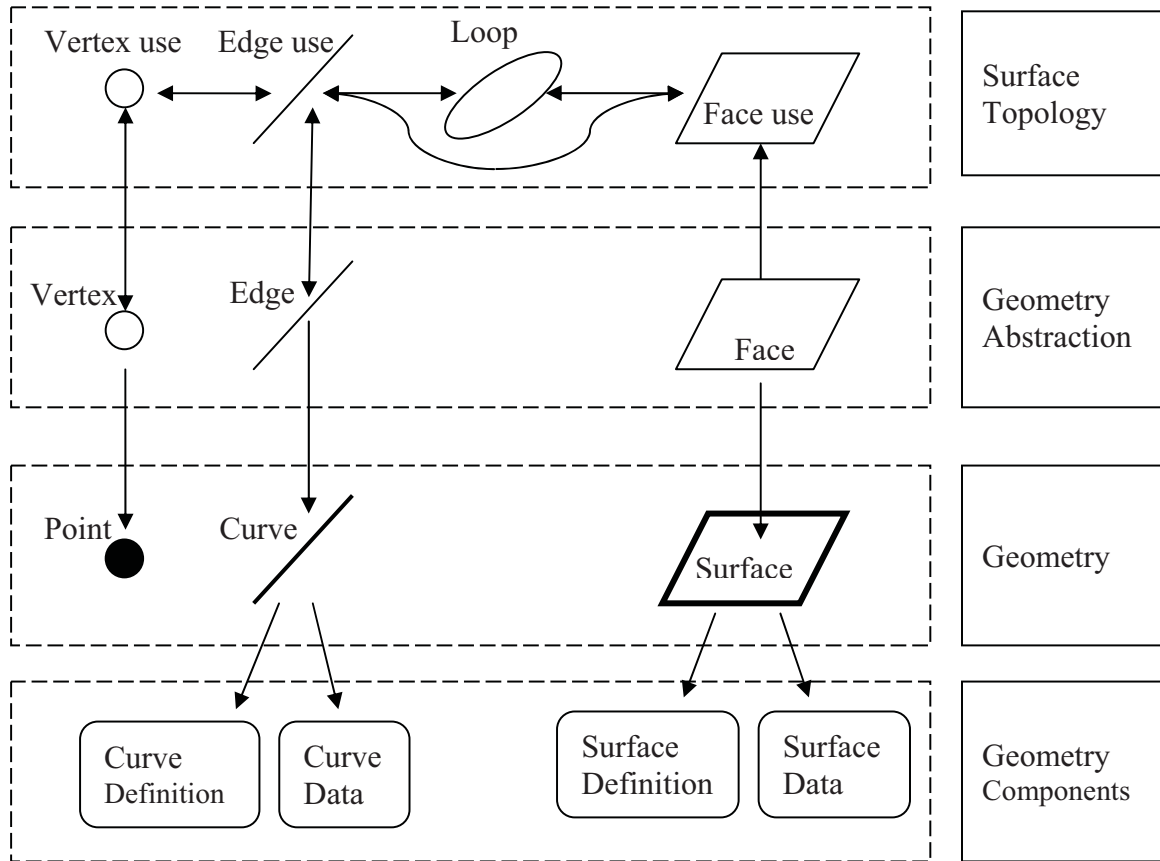 Vertex use
Edge use
Loop
Face use
Surface
Topology
Vertex
Edge
Face
Geometry
Abstraction
Point
Curve
Surface
Geometry
Curve
Definition
Curve
Data
Surface
Definition
Surface
Data
Geometry
Components